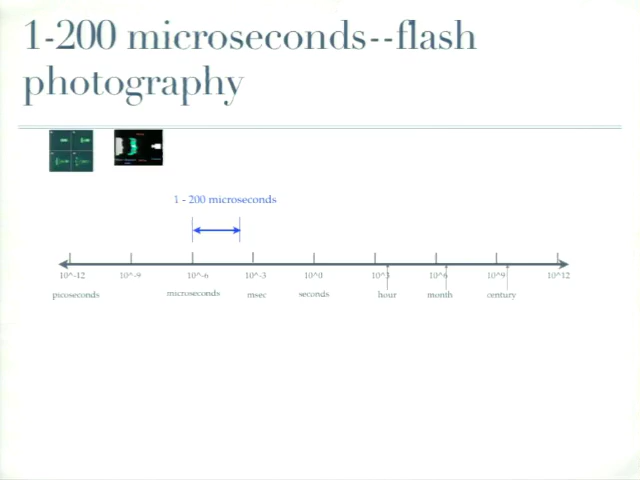 1-200 microseconds--flash
photography
1 - 200 microseconds
10^-12 10^-9 10^-6 10^-3 10^0 10^3 10^6 10^9 10^12
picoseconds microseconds msec seconds hour month century